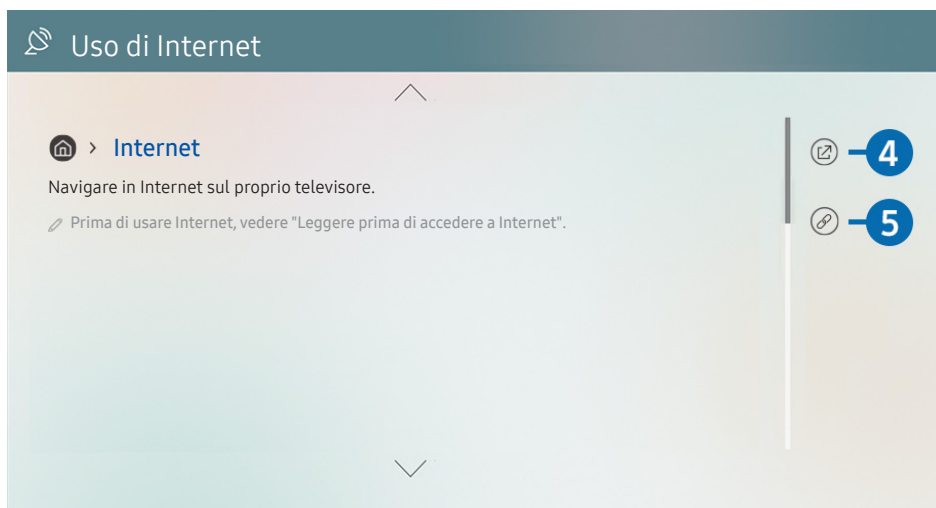 Uso di Internet
> Internet
Navigare in Internet sul proprio televisore.
Prima di usare Internet, vedere "Leggere prima di accedere a Internet".
4
5